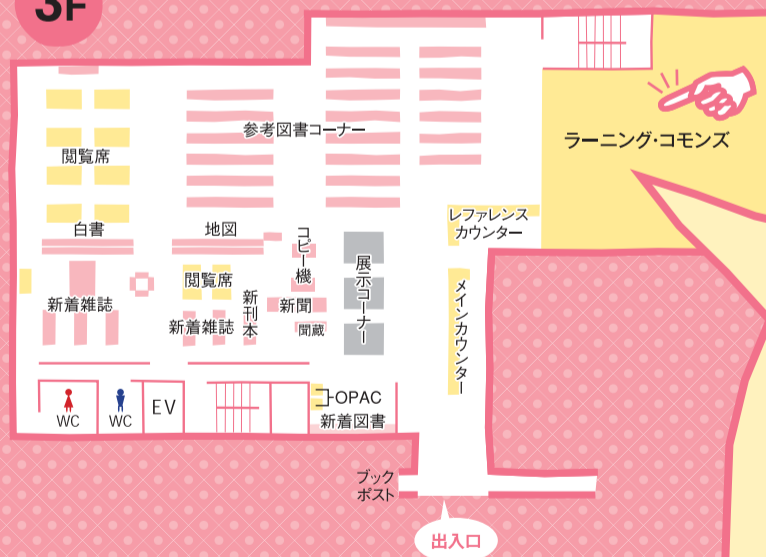 3F
参考図書コーナー
ラーニング・コモンズ
閲覧席
白書
地図
コピー機
レファレンス
カウンター
展示コーナー
閲覧席
新着雑誌
新着雑誌
新刊本
新聞
聞蔵
メインカウンター
WC
WC
EV
OPAC
新着図書
ブック
ポスト
出入口